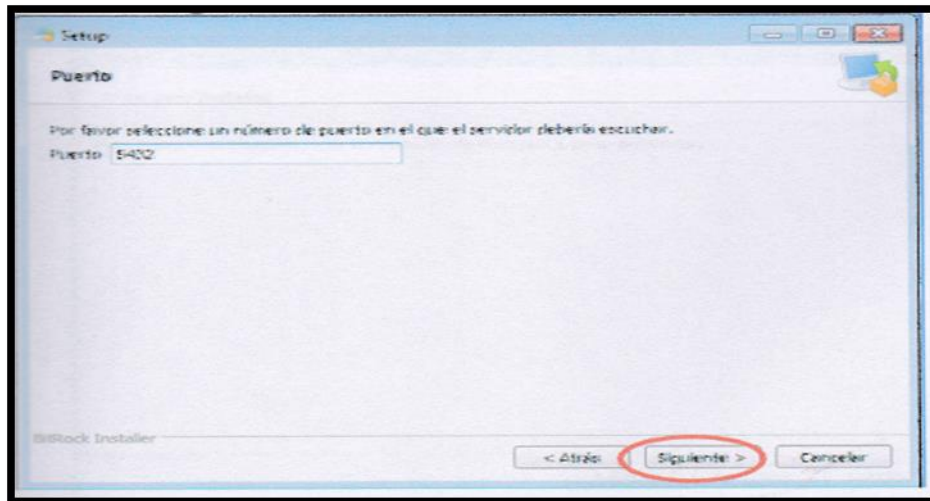 Setup
Puerto
Por favor seleccione un número de puerto en el que el servidor debería escuchar.
Puerto 5432
BitRock Installer
< Atrás Siguiente > Cancelar